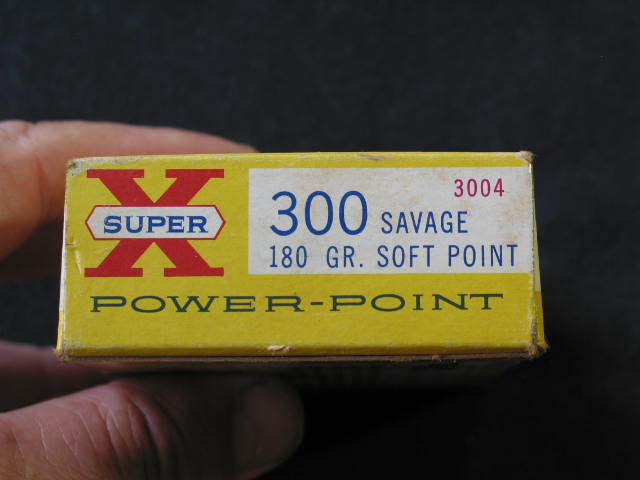 X
SUPER
3004
300 SAVAGE
180 GR. SOFT POINT
POWER-POINT